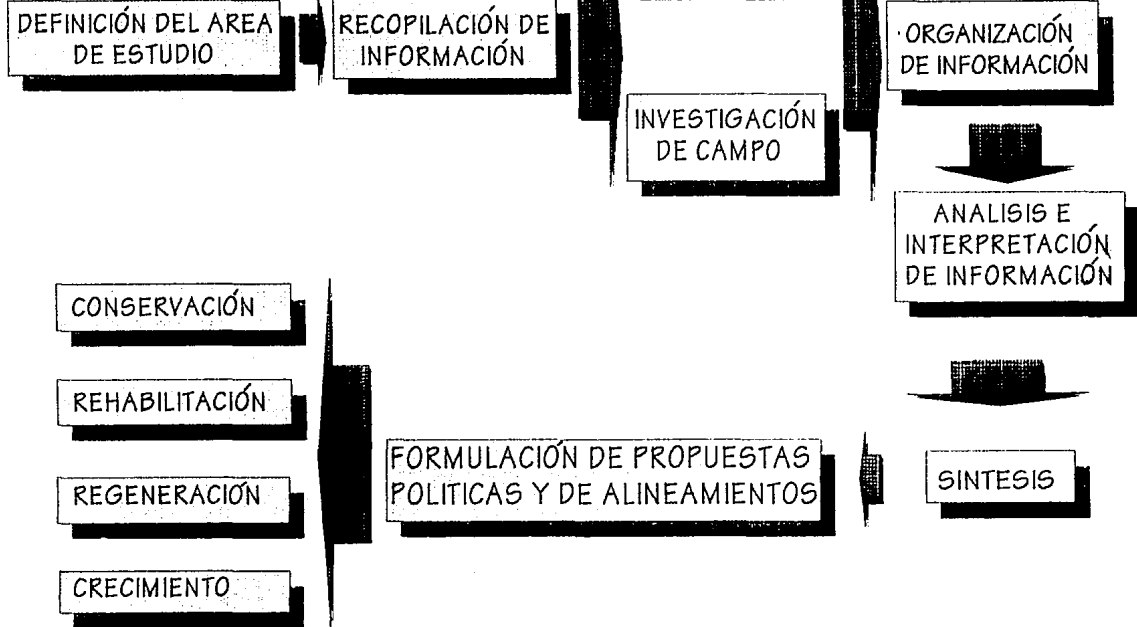 DEFINICIÓN DEL AREA
DE ESTUDIO
RECOPILACIÓN DE
INFORMACIÓN
INVESTIGACIÓN
DE CAMPO
ORGANIZACIÓN
DE INFORMACIÓN
ANALISIS E
INTERPRETACIÓN
DE INFORMACIÓN
SINTESIS
FORMULACIÓN DE PROPUESTAS
POLITICAS Y DE ALINEAMIENTOS
CONSERVACIÓN
REHABILITACIÓN
REGENERACIÓN
CRECIMIENTO